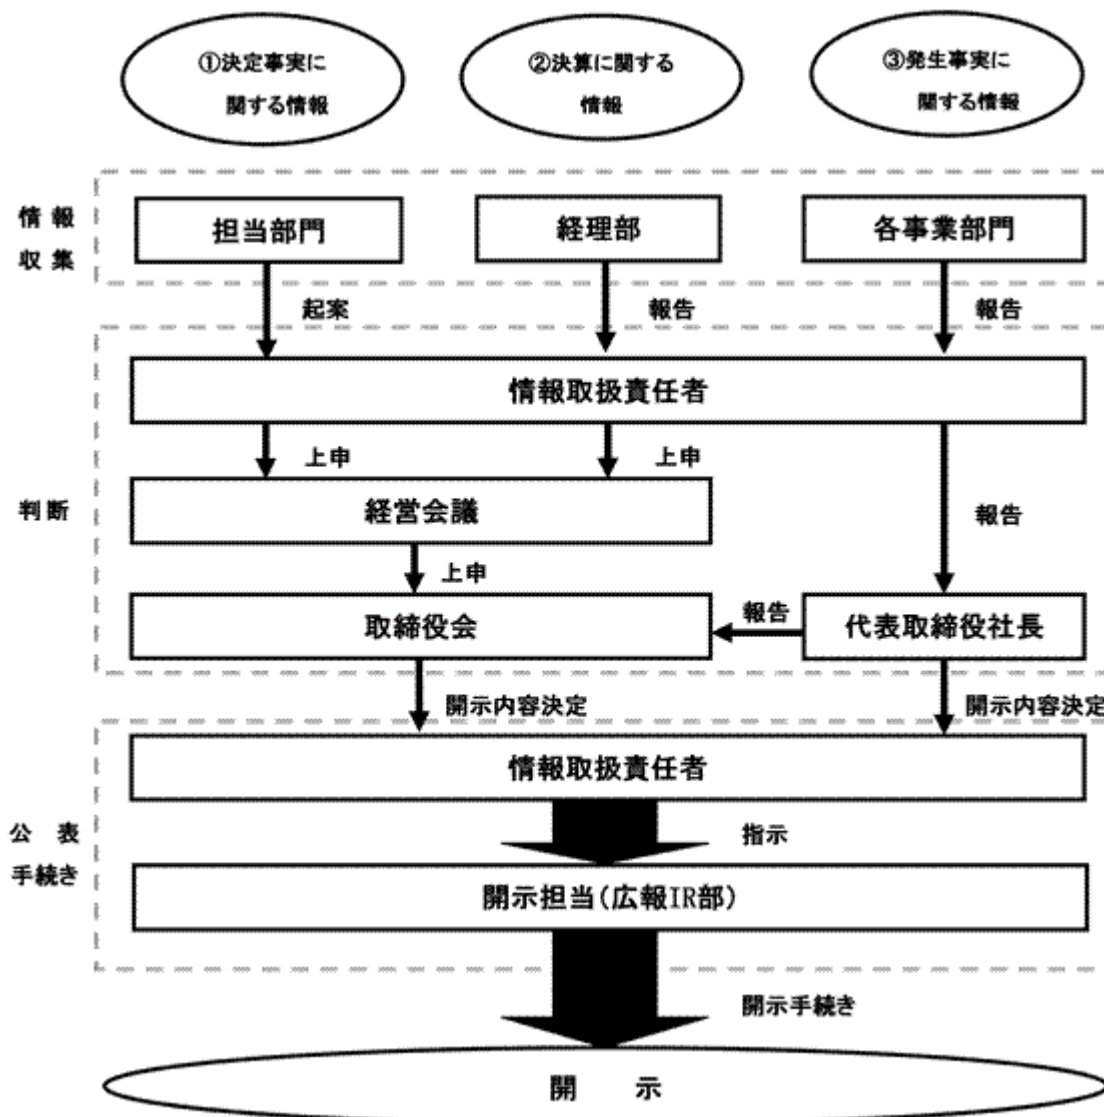 ①決定事実に
関する情報
②決算に関する
情報
③発生事実に
関する情報
情報
収集
担当部門
経理部
各事業部門
起案
報告
報告
情報取扱責任者
上申
上申
判断
経営会議
報告
上申
取締役会
報告
代表取締役社長
開示内容決定
開示内容決定
情報取扱責任者
公表
手続き
指示
開示担当(広報IR部)
開示手続き
開示